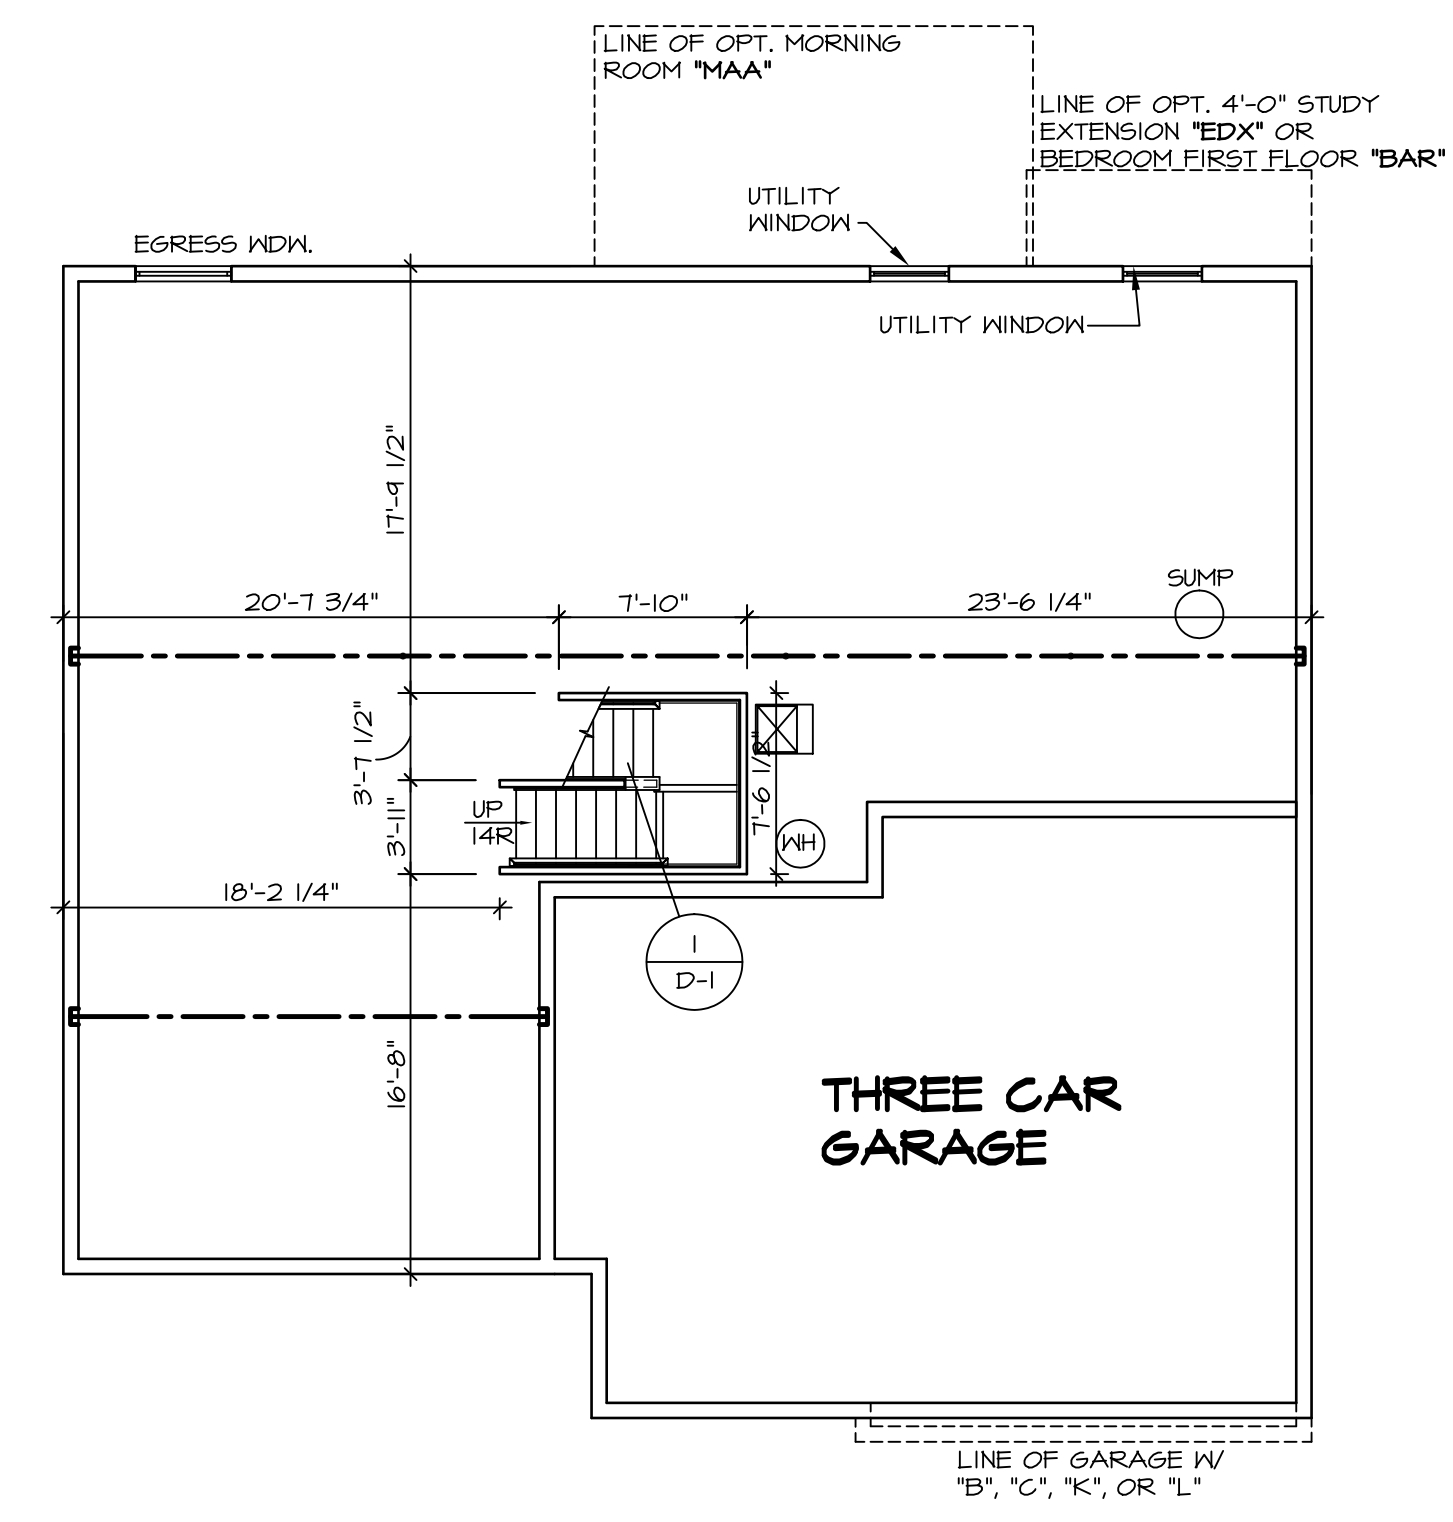 LINE OF OPT. MORNING
ROOM "MAA"
LINE OF OPT. 4'-0" STUDY
EXTENSION "EDX" OR
BEDROOM FIRST FLOOR "BAR"
UTILITY
WINDOW
EGRESS WDW.
UTILITY WINDOW
17'-9 1/2"
SUMP
20'-7 3/4"
7'-10"
23'-6 1/4"
3'-7 1/2"
7'-6 1/2"
3'-11"
UP
14R
WH
18'-2 1/4"
1
D-1
16'-8"
THREE CAR
GARAGE
LINE OF GARAGE W/
"B", "C", "K", OR "L"